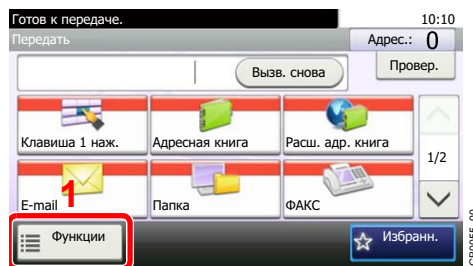 Готов к передаче. 10:10
Передать Адрес.: 0
Вызв. снова Провер.
Клавиша 1 наж. Адресная книга Расш. адр. книга
1/2
1
E-mail Папка ФАКС
Функции Избранн.